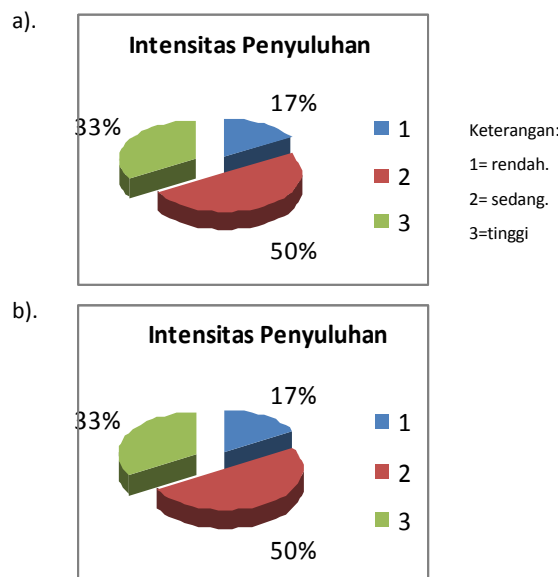 a).
Intensitas Penyuluhan
17%
33%
50%
1
2
3
Keterangan:
1= rendah.
2= sedang.
3=tinggi
b).
Intensitas Penyuluhan
17%
33%
50%
1
2
3